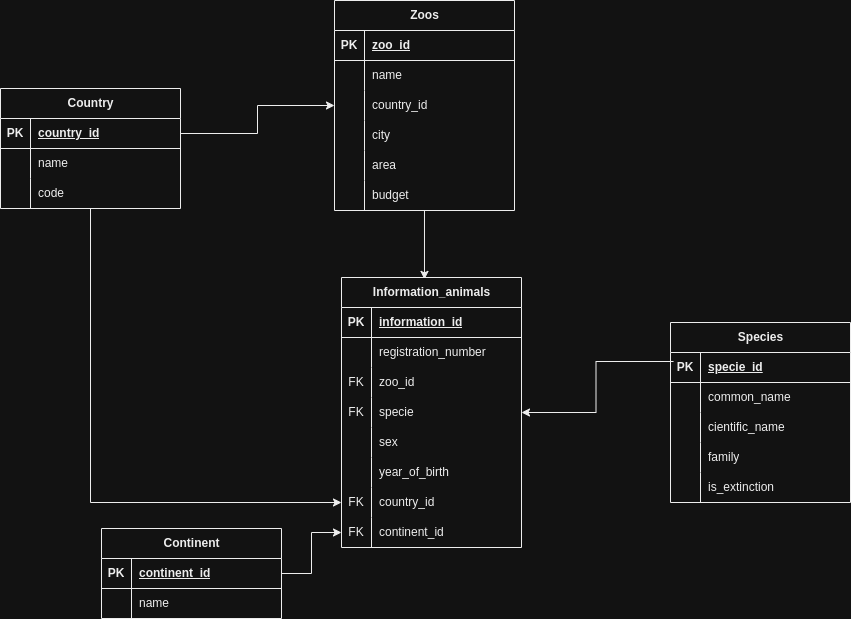 Zoos
PK zoo_id
name
country_id
city
area
budget
Country
PK country_id
name
code
Information_animals
PK information_id
registration_number
FK zoo_id
FK specie
sex
year_of_birth
FK country_id
FK continent_id
Species
PK specie_id
common_name
cientific_name
family
is_extinction
Continent
PK continent_id
name